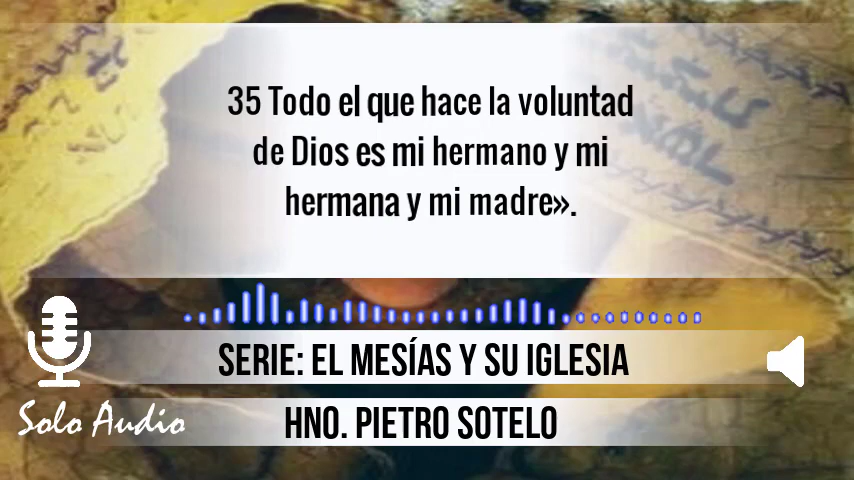 35 Todo el que hace la voluntad
de Dios es mi hermano y mi
hermana y mi madre».
SERIE: EL MESÍAS Y SU IGLESIA
Solo Audio
HNO. PIETRO SOTELO